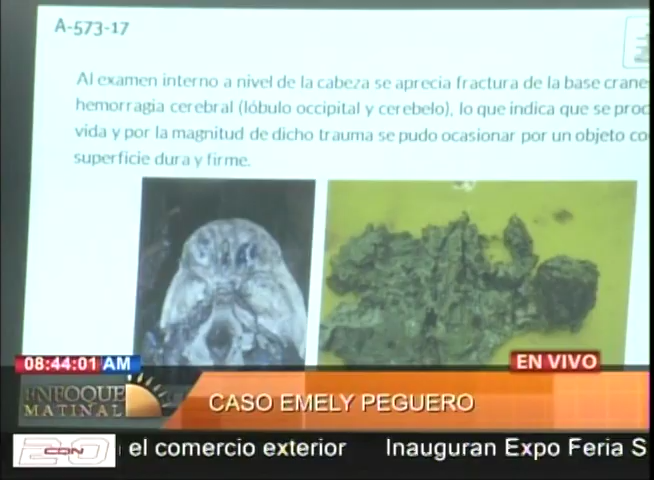 A-573-17
Al examen interno a nivel de la cabeza se aprecia fractura de la base crane
hemorragia cerebral (lóbulo occipital y cerebelo), lo que indica que se proc
vida y por la magnitud de dicho trauma se pudo ocasionar por un objeto co
superficie dura y firme.
08:44:01 AM
EN VIVO
ENFOQUE
MATINAL
CASO EMELY PEGUERO
CDN
el comercio exterior Inauguran Expo Feria S